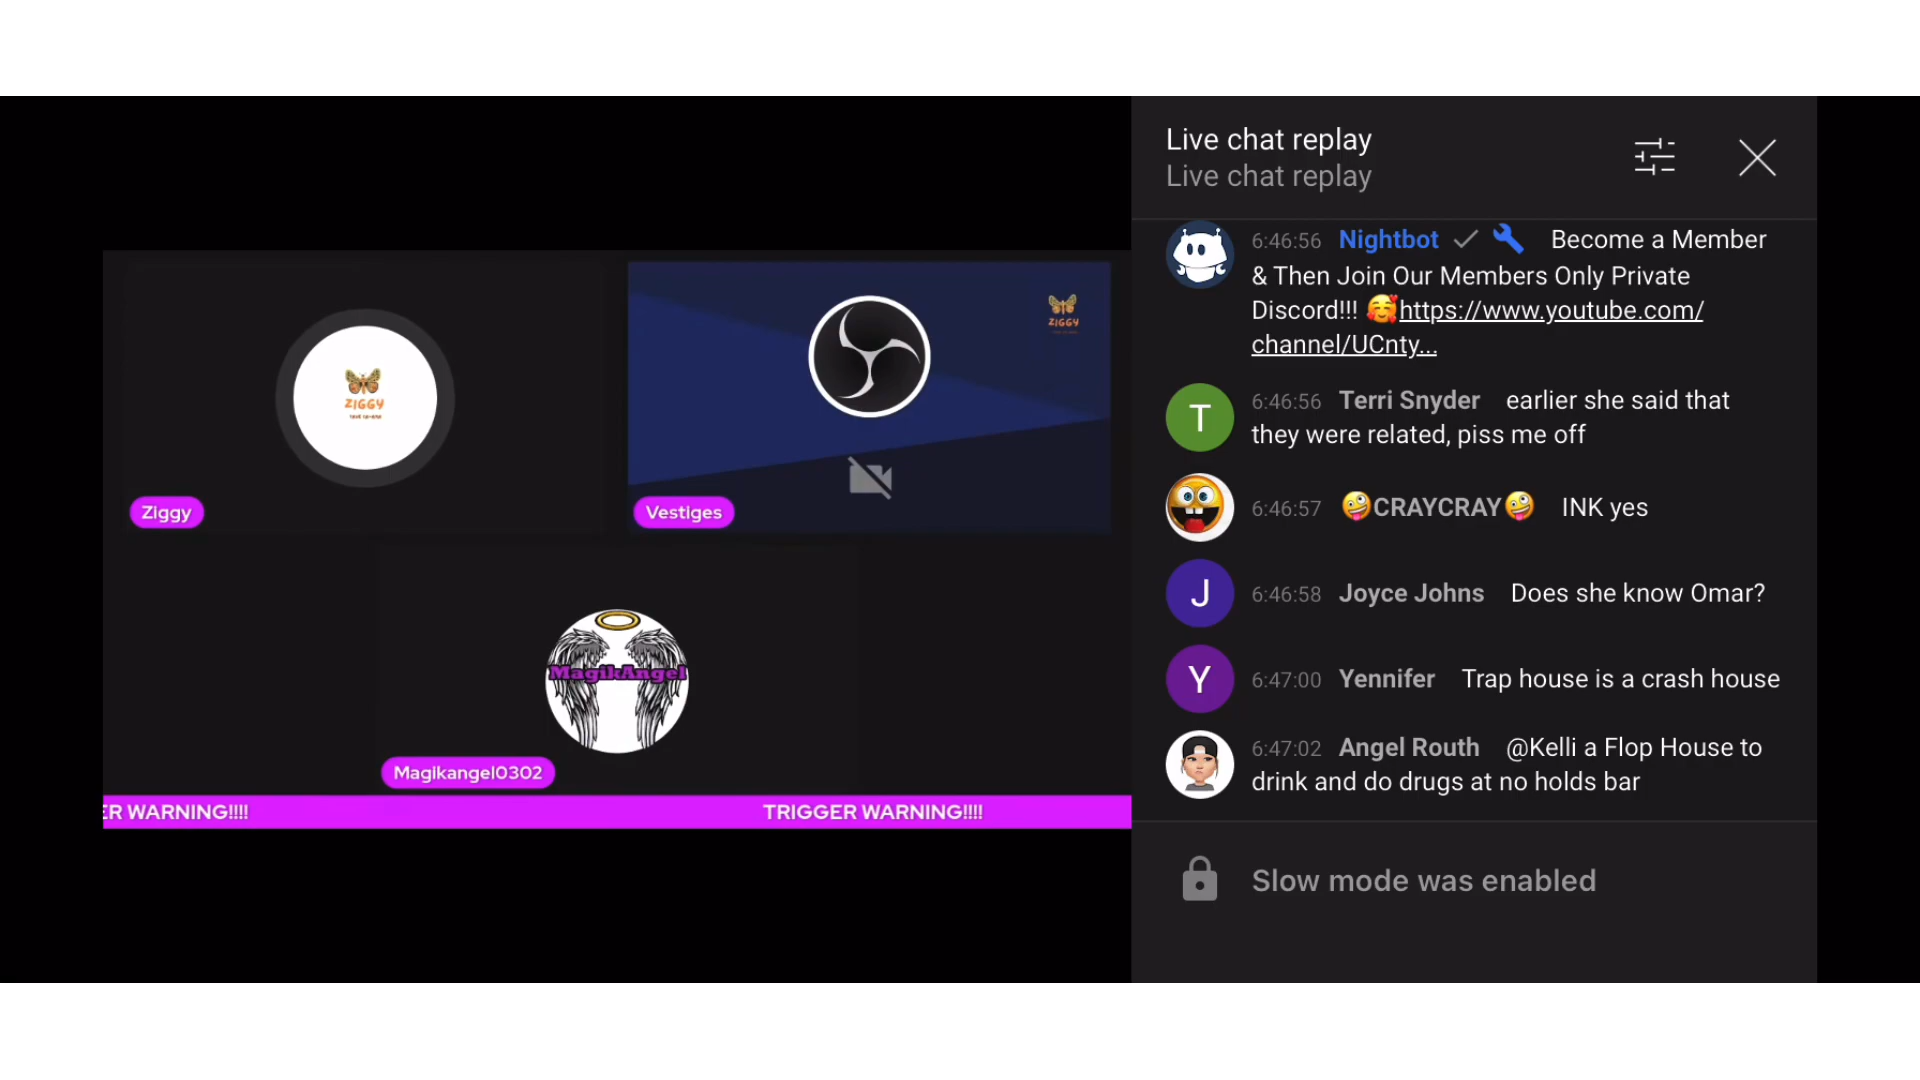 Live chat replay
Live chat replay
6:46:56 Nightbot Become a Member
& Then Join Our Members Only Private
Discord!!! 🥰https://www.youtube.com/
channel/UCnty...
6:46:56 Terri Snyder earlier she said that
they were related, piss me off
6:46:57 🤪CRAYCRAY🤪 INK yes
6:46:58 Joyce Johns Does she know Omar?
6:47:00 Yennifer Trap house is a crash house
6:47:02 Angel Routh @Kelli a Flop House to
drink and do drugs at no holds bar
Slow mode was enabled
T
J
Y
ZIGGY
Ziggy
ZIGGY
Vestiges
MagikAngel
Magikangel0302
ER WARNING!!!! TRIGGER WARNING!!!!